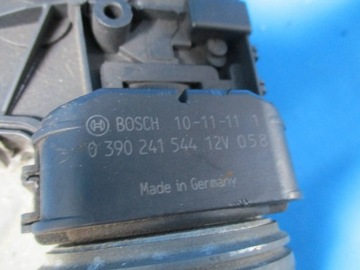 BOSCH 10-11-11 1
0 390 241 544 12V 058
Made in Germany